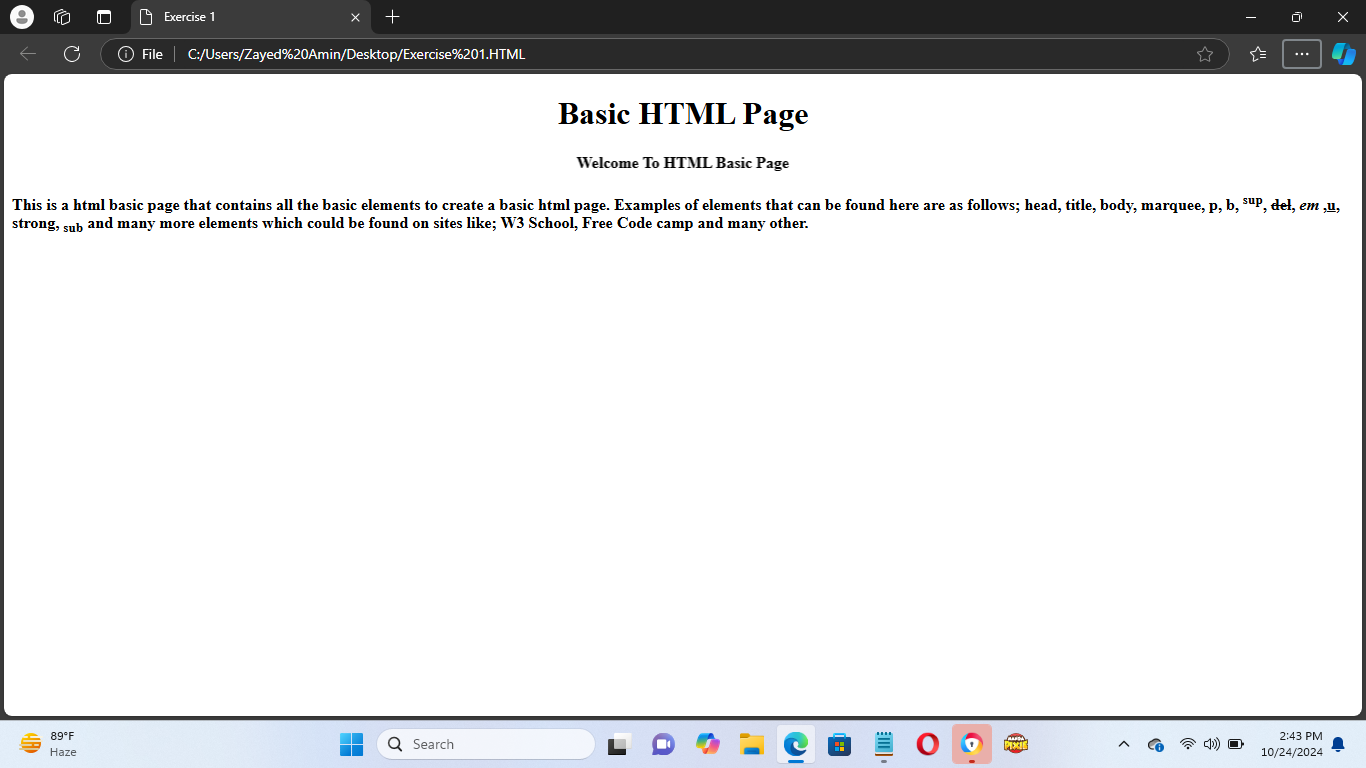 Exercise 1
File
C:/Users/Zayed%20Amin/Desktop/Exercise%201.HTML
Basic HTML Page
Welcome To HTML Basic Page
This is a html basic page that contains all the basic elements to create a basic html page. Examples of elements that can be found here are as follows; head, title, body, marquee, p, b, sup, del, em ,u,
strong, sub and many more elements which could be found on sites like; W3 School, Free Code camp and many other.
89°F
Haze
Search
PIXIE
2:43 PM
10/24/2024